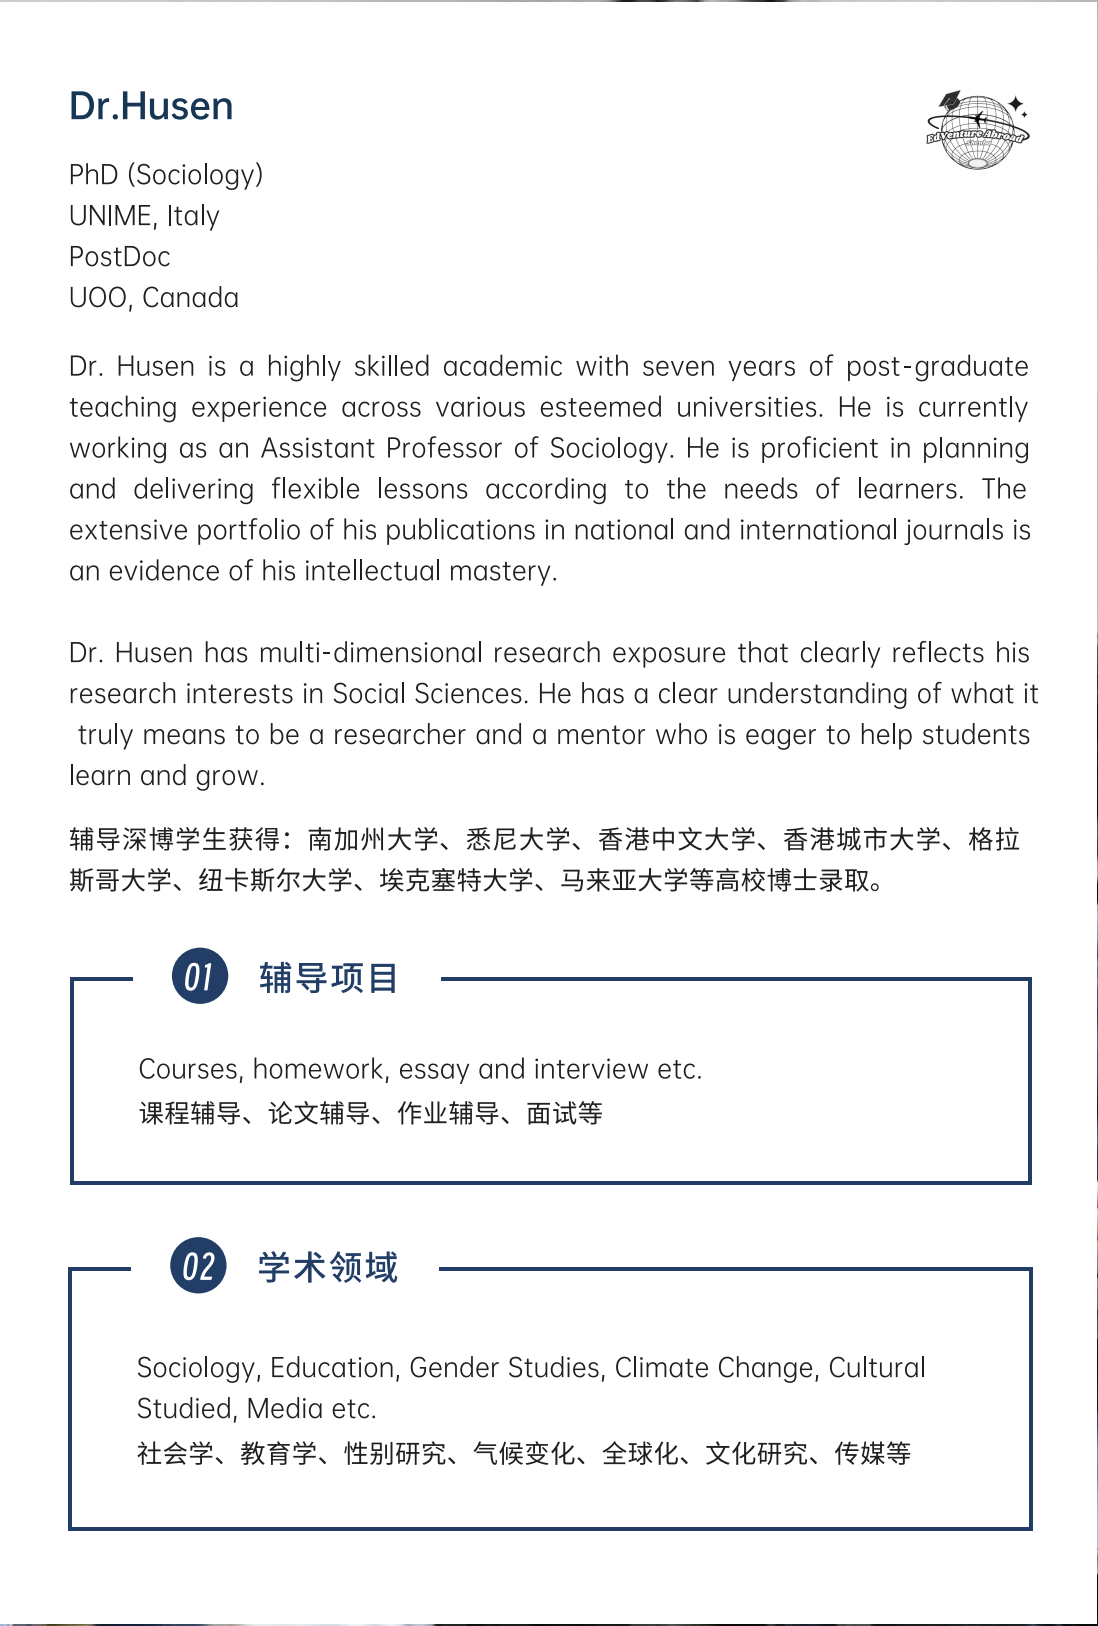 Dr.Husen
EdVenture Abroad
PhD (Sociology)
UNIME, Italy
PostDoc
UOO, Canada
Dr. Husen is a highly skilled academic with seven years of post-graduate
teaching experience across various esteemed universities. He is currently
working as an Assistant Professor of Sociology. He is proficient in planning
and delivering flexible lessons according to the needs of learners. The
extensive portfolio of his publications in national and international journals is
an evidence of his intellectual mastery.
Dr. Husen has multi-dimensional research exposure that clearly reflects his
research interests in Social Sciences. He has a clear understanding of what it
truly means to be a researcher and a mentor who is eager to help students
learn and grow.
辅导深博学生获得：南加州大学、悉尼大学、香港中文大学、香港城市大学、格拉
斯哥大学、纽卡斯尔大学、埃克塞特大学、马来亚大学等高校博士录取。
01 辅导项目
Courses, homework, essay and interview etc.
课程辅导、论文辅导、作业辅导、面试等
02 学术领域
Sociology, Education, Gender Studies, Climate Change, Cultural
Studied, Media etc.
社会学、教育学、性别研究、气候变化、全球化、文化研究、传媒等